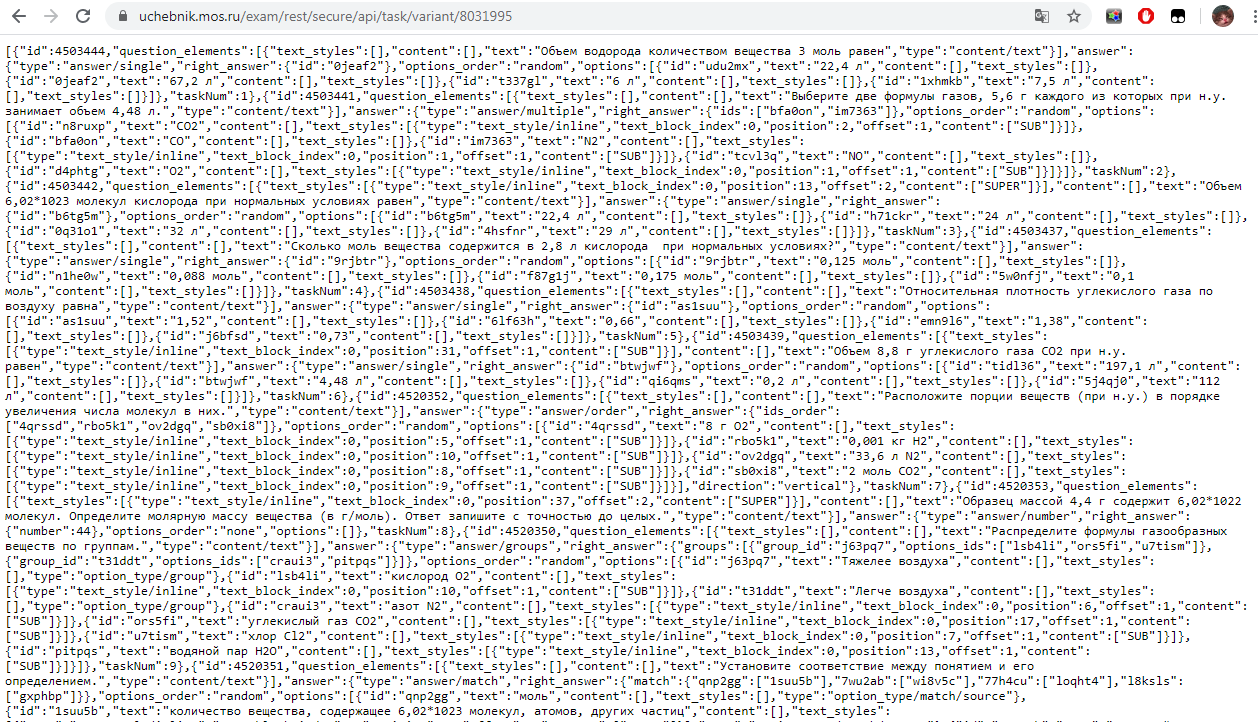 uchebnik.mos.ru/exam/rest/secure/api/task/variant/8031995
[{"id":4503444,"question_elements":[{"text_styles":[],"content":[],"text":"Объем водорода количеством вещества 3 моль равен","type":"content/text"}],"answer":
{"type":"answer/single","right_answer":{"id":"0jeaf2"},"options_order":"random","options":[{"id":"udu2mx","text":"22,4 л","content":[],"text_styles":[]},
{"id":"0jeaf2","text":"67,2 л","content":[],"text_styles":[]},{"id":"t337gl","text":"6 л","content":[],"text_styles":[]},{"id":"1xhmkb","text":"7,5 л","content":
[],"text_styles":[]}]},"taskNum":1},{"id":4503441,"question_elements":[{"text_styles":[],"content":[],"text":"Выберите две формулы газов, 5,6 г каждого из которых при н.у.
занимает объем 4,48 л.","type":"content/text"}],"answer":{"type":"answer/multiple","right_answer":{"ids":["bfa0on","im7363"]},"options_order":"random","options":
[{"id":"n8ruxp","text":"CO2","content":[],"text_styles":[{"type":"text_style/inline","text_block_index":0,"position":2,"offset":1,"content":["SUB"]}]},
{"id":"bfa0on","text":"CO","content":[],"text_styles":[]},{"id":"im7363","text":"N2","content":[],"text_styles":
[{"type":"text_style/inline","text_block_index":0,"position":1,"offset":1,"content":["SUB"]}]},{"id":"tcvl3q","text":"NO","content":[],"text_styles":[]},
{"id":"d4phtg","text":"O2","content":[],"text_styles":[{"type":"text_style/inline","text_block_index":0,"position":1,"offset":1,"content":["SUB"]}]}]},"taskNum":2},
{"id":4503442,"question_elements":[{"text_styles":[{"type":"text_style/inline","text_block_index":0,"position":13,"offset":2,"content":["SUPER"]}],"content":[],"text":"Объем
6,02*1023 молекул кислорода при нормальных условиях равен","type":"content/text"}],"answer":{"type":"answer/single","right_answer":
{"id":"b6tg5m"},"options_order":"random","options":[{"id":"b6tg5m","text":"22,4 л","content":[],"text_styles":[]},{"id":"h71ckr","text":"24 л","content":[],"text_styles":[]},
{"id":"0q31o1","text":"32 л","content":[],"text_styles":[]},{"id":"4hsfnr","text":"29 л","content":[],"text_styles":[]}]},"taskNum":3},{"id":4503437,"question_elements":
[{"text_styles":[],"content":[],"text":"Сколько моль вещества содержится в 2,8 л кислорода  при нормальных условиях?","type":"content/text"}],"answer":
{"type":"answer/single","right_answer":{"id":"9rjbtr"},"options_order":"random","options":[{"id":"9rjbtr","text":"0,125 моль","content":[],"text_styles":[]},
{"id":"n1he0w","text":"0,088 моль","content":[],"text_styles":[]},{"id":"f87g1j","text":"0,175 моль","content":[],"text_styles":[]},{"id":"5w0nfj","text":"0,1
моль","content":[],"text_styles":[]}]},"taskNum":4},{"id":4503438,"question_elements":[{"text_styles":[],"content":[],"text":"Относительная плотность углекислого газа по
воздуху равна","type":"content/text"}],"answer":{"type":"answer/single","right_answer":{"id":"as1suu"},"options_order":"random","options":
[{"id":"as1suu","text":"1,52","content":[],"text_styles":[]},{"id":"6lf63h","text":"0,66","content":[],"text_styles":[]},{"id":"emn9l6","text":"1,38","content":
[],"text_styles":[]},{"id":"j6bfsd","text":"0,73","content":[],"text_styles":[]}]},"taskNum":5},{"id":4503439,"question_elements":[{"text_styles":
[{"type":"text_style/inline","text_block_index":0,"position":31,"offset":1,"content":["SUB"]}],"content":[],"text":"Объем 8,8 г углекислого газа CO2 при н.у.
равен","type":"content/text"}],"answer":{"type":"answer/single","right_answer":{"id":"btwjwf"},"options_order":"random","options":[{"id":"tidl36","text":"197,1 л","content":
[],"text_styles":[]},{"id":"btwjwf","text":"4,48 л","content":[],"text_styles":[]},{"id":"qi6qms","text":"0,2 л","content":[],"text_styles":[]},{"id":"5j4qj0","text":"112
л","content":[],"text_styles":[]}]},"taskNum":6},{"id":4520352,"question_elements":[{"text_styles":[],"content":[],"text":"Расположите порции веществ (при н.у.) в порядке
увеличения числа молекул в них.","type":"content/text"}],"answer":{"type":"answer/order","right_answer":{"ids_order":
["4qrssd","rbo5k1","ov2dgq","sb0xi8"]},"options_order":"random","options":[{"id":"4qrssd","text":"8 г O2","content":[],"text_styles":
[{"type":"text_style/inline","text_block_index":0,"position":5,"offset":1,"content":["SUB"]}]},{"id":"rbo5k1","text":"0,001 кг H2","content":[],"text_styles":
[{"type":"text_style/inline","text_block_index":0,"position":10,"offset":1,"content":["SUB"]}]},{"id":"ov2dgq","text":"33,6 л N2","content":[],"text_styles":
[{"type":"text_style/inline","text_block_index":0,"position":8,"offset":1,"content":["SUB"]}]},{"id":"sb0xi8","text":"2 моль CO2","content":[],"text_styles":
[{"type":"text_style/inline","text_block_index":0,"position":9,"offset":1,"content":["SUB"]}]}],"direction":"vertical"},"taskNum":7},{"id":4520353,"question_elements":
[{"text_styles":[{"type":"text_style/inline","text_block_index":0,"position":37,"offset":2,"content":["SUPER"]}],"content":[],"text":"Образец массой 4,4 г содержит 6,02*1022
молекул. Определите молярную массу вещества (в г/моль). Ответ запишите с точностью до целых.","type":"content/text"}],"answer":{"type":"answer/number","right_answer":
{"number":44},"options_order":"none","options":[]},"taskNum":8},{"id":4520350,"question_elements":[{"text_styles":[],"content":[],"text":"Распределите формулы газообразных
веществ по группам.","type":"content/text"}],"answer":{"type":"answer/groups","right_answer":{"groups":[{"group_id":"j63pq7","options_ids":["lsb4li","ors5fi","u7tism"]},
{"group_id":"t31ddt","options_ids":["craui3","pitpqs"]}]},"options_order":"random","options":[{"id":"j63pq7","text":"Тяжелее воздуха","content":[],"text_styles":
[],"type":"option_type/group"},{"id":"lsb4li","text":"кислород O2","content":[],"text_styles":
[{"type":"text_style/inline","text_block_index":0,"position":10,"offset":1,"content":["SUB"]}]},{"id":"t31ddt","text":"Легче воздуха","content":[],"text_styles":
[],"type":"option_type/group"},{"id":"craui3","text":"азот N2","content":[],"text_styles":[{"type":"text_style/inline","text_block_index":0,"position":6,"offset":1,"content":
["SUB"]}]},{"id":"ors5fi","text":"углекислый газ CO2","content":[],"text_styles":[{"type":"text_style/inline","text_block_index":0,"position":17,"offset":1,"content":
["SUB"]}]},{"id":"u7tism","text":"хлор Cl2","content":[],"text_styles":[{"type":"text_style/inline","text_block_index":0,"position":7,"offset":1,"content":["SUB"]}]},
{"id":"pitpqs","text":"водяной пар H2O","content":[],"text_styles":[{"type":"text_style/inline","text_block_index":0,"position":13,"offset":1,"content":
["SUB"]}]}]},"taskNum":9},{"id":4520351,"question_elements":[{"text_styles":[],"content":[],"text":"Установите соответствие между понятием и его
определением.","type":"content/text"}],"answer":{"type":"answer/match","right_answer":{"match":{"qnp2gg":["1suu5b"],"7wu2ab":["wi8v5c"],"77h4cu":["loqht4"],"l8ksls":
["gxphbp"]}},"options_order":"random","options":[{"id":"qnp2gg","text":"моль","content":[],"text_styles":[],"type":"option_type/match/source"},
{"id":"1suu5b","text":"количество вещества, содержащее 6,02*1023 молекул, атомов, других частиц","content":[],"text_styles":